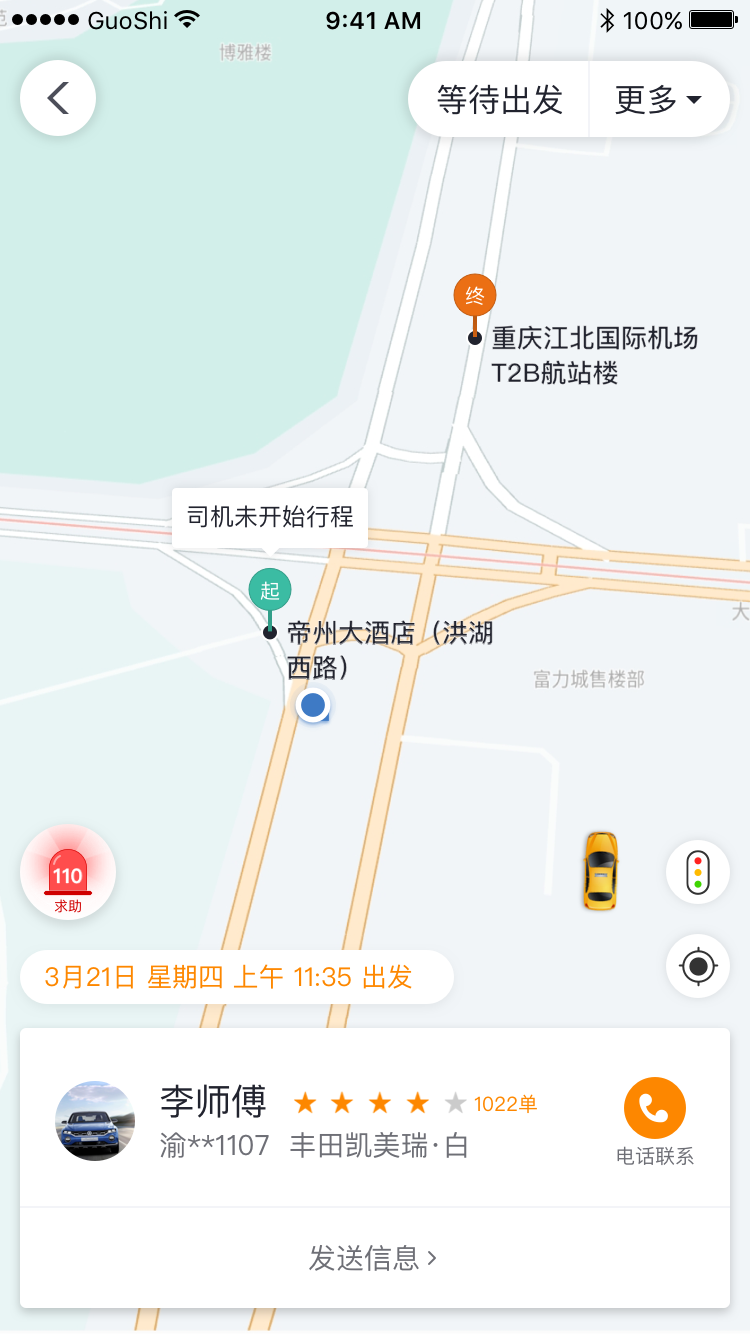 GuoShi 9:41 AM 100%
博雅楼
等待出发 更多
终
重庆江北国际机场
T2B航站楼
司机未开始行程
起
帝州大酒店（洪湖
西路）
大
富力城售楼部
110
求助
3月21日 星期四 上午 11:35 出发
李师傅 1022单
渝**1107 丰田凯美瑞·白
电话联系
发送信息